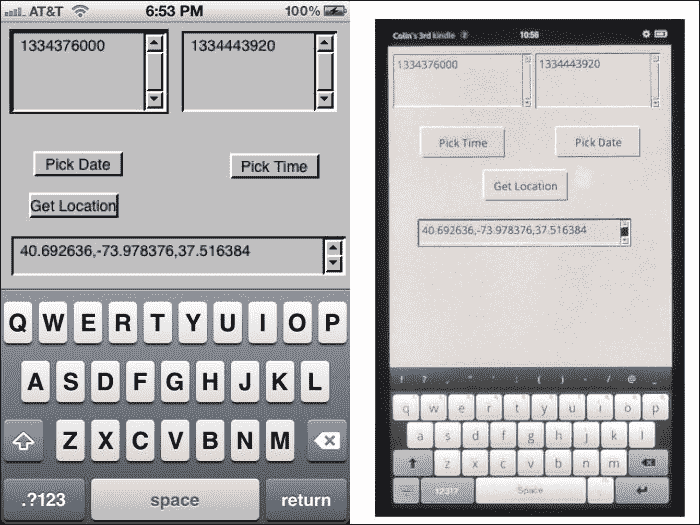 AT&T 6:53 PM 100%
1334376000 1334443920
Pick Date Pick Time
Get Location
40.692636,-73.978376,37.516384
Q W E R T Y U I O P
A S D F G H J K L
Z X C V B N M
.?123 space return
Colin's 3rd kindle 2 10:56
1334376000 1334443920
Pick Time Pick Date
Get Location
40.692636,-73.978376,37.516384
! ? , " ' : ( ) - / @ _
q w e r t y u i o p
a s d f g h j k l
z x c v b n m
Space